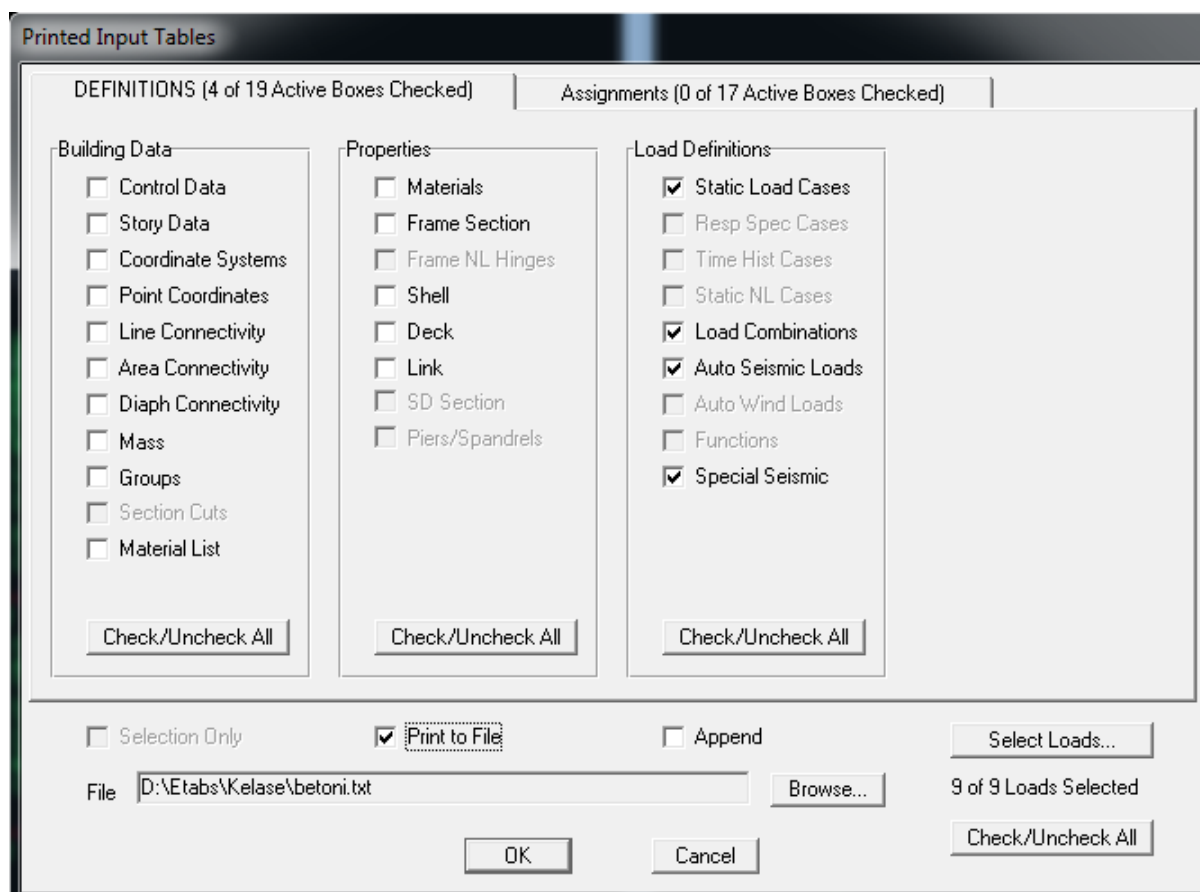 Printed Input Tables
DEFINITIONS (4 of 19 Active Boxes Checked)
Assignments (0 of 17 Active Boxes Checked)
Building Data
Control Data
Story Data
Coordinate Systems
Point Coordinates
Line Connectivity
Area Connectivity
Diaph Connectivity
Mass
Groups
Section Cuts
Material List
Check/Uncheck All
Properties
Materials
Frame Section
Frame NL Hinges
Shell
Deck
Link
SD Section
Piers/Spandrels
Check/Uncheck All
Load Definitions
Static Load Cases
Resp Spec Cases
Time Hist Cases
Static NL Cases
Load Combinations
Auto Seismic Loads
Auto Wind Loads
Functions
Special Seismic
Check/Uncheck All
Selection Only
Print to File
Append
Select Loads...
File
D:\Etabs\Kelase\betoni.txt
Browse...
9 of 9 Loads Selected
Check/Uncheck All
OK
Cancel